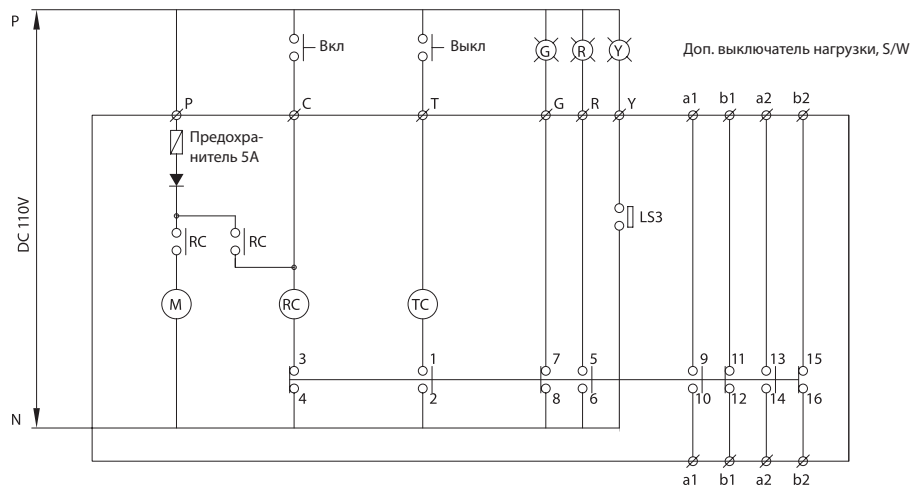 P
Вкл
Выкл
G
R
Y
Доп. выключатель нагрузки, S/W
P
C
T
G
R
Y
a1
b1
a2
b2
Предохра-
нитель 5А
DC 110V
RC
RC
LS3
M
RC
TC
3
1
7
5
9
11
13
15
4
2
8
6
10
12
14
16
N
a1
b1
a2
b2